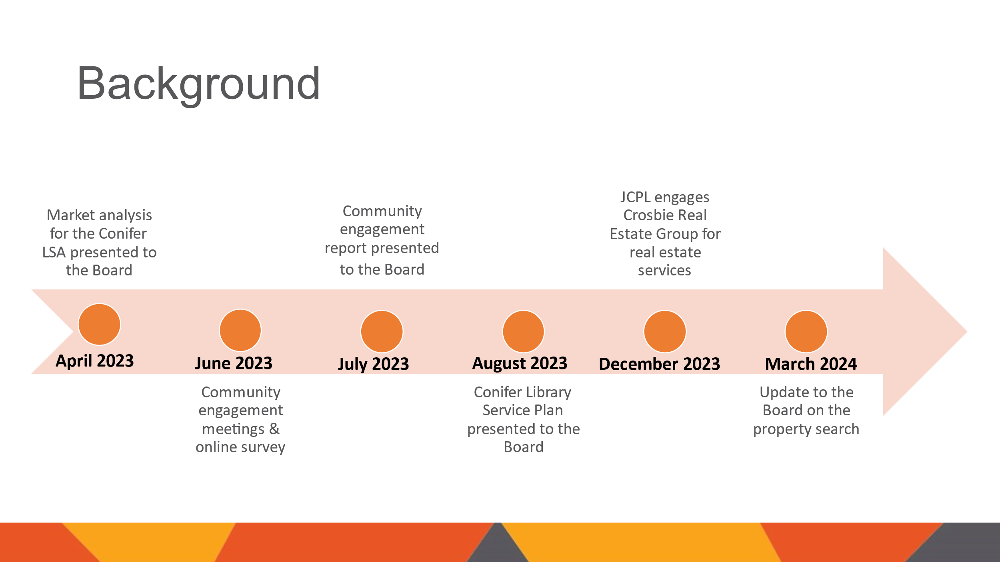 Background
Market analysis
for the Conifer
LSA presented to
the Board
April 2023
June 2023
Community
engagement
meetings &
online survey
Community
engagement
report presented
to the Board
July 2023
August 2023
Conifer Library
Service Plan
presented to the
Board
JCPL engages
Crosbie Real
Estate Group for
real estate
services
December 2023
March 2024
Update to the
Board on the
property search